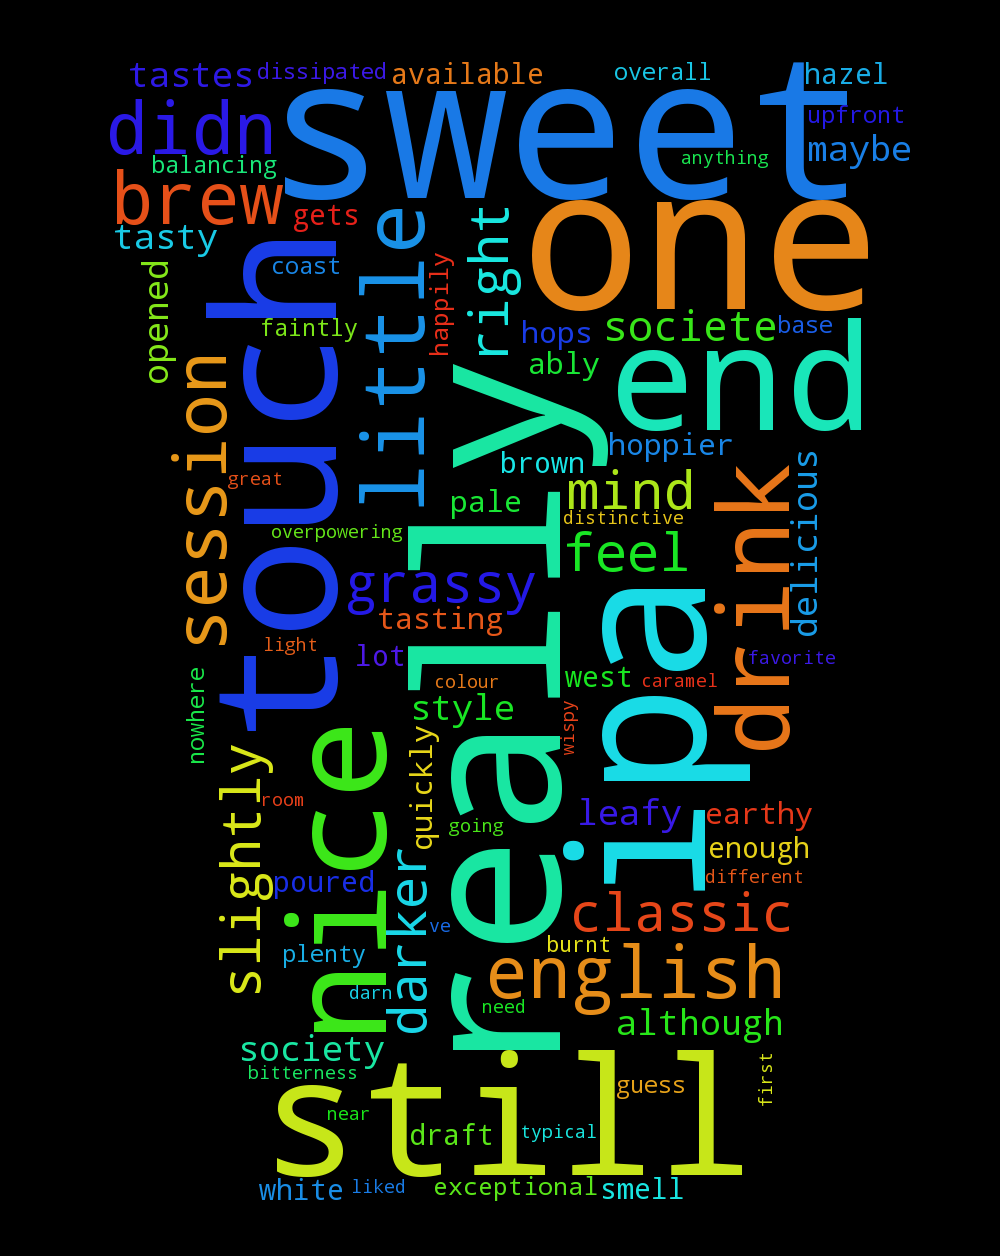 tastes
dissipated
available
overall
hazel
sweet
didn
upfront
maybe
balancing
anything
brew
gets
one
tasty
touch
little
right
coast
happily
opened
faintly
hops
societe
base
ably
end
session
really
hoppier
brown
great
pale
mind
drink
delicious
distinctive
overpowering
feel
grassy
ipa
tasting
light
lot
west
favorite
nowhere
colour
caramel
style
wispy
nice
quickly
slightly
room
going
leafy
earthy
enough
poured
darker
different
ve
classic
plenty
burnt
english
darn
need
although
society
still
bitterness
guess
first
near
draft
typical
white
liked
exceptional
smell